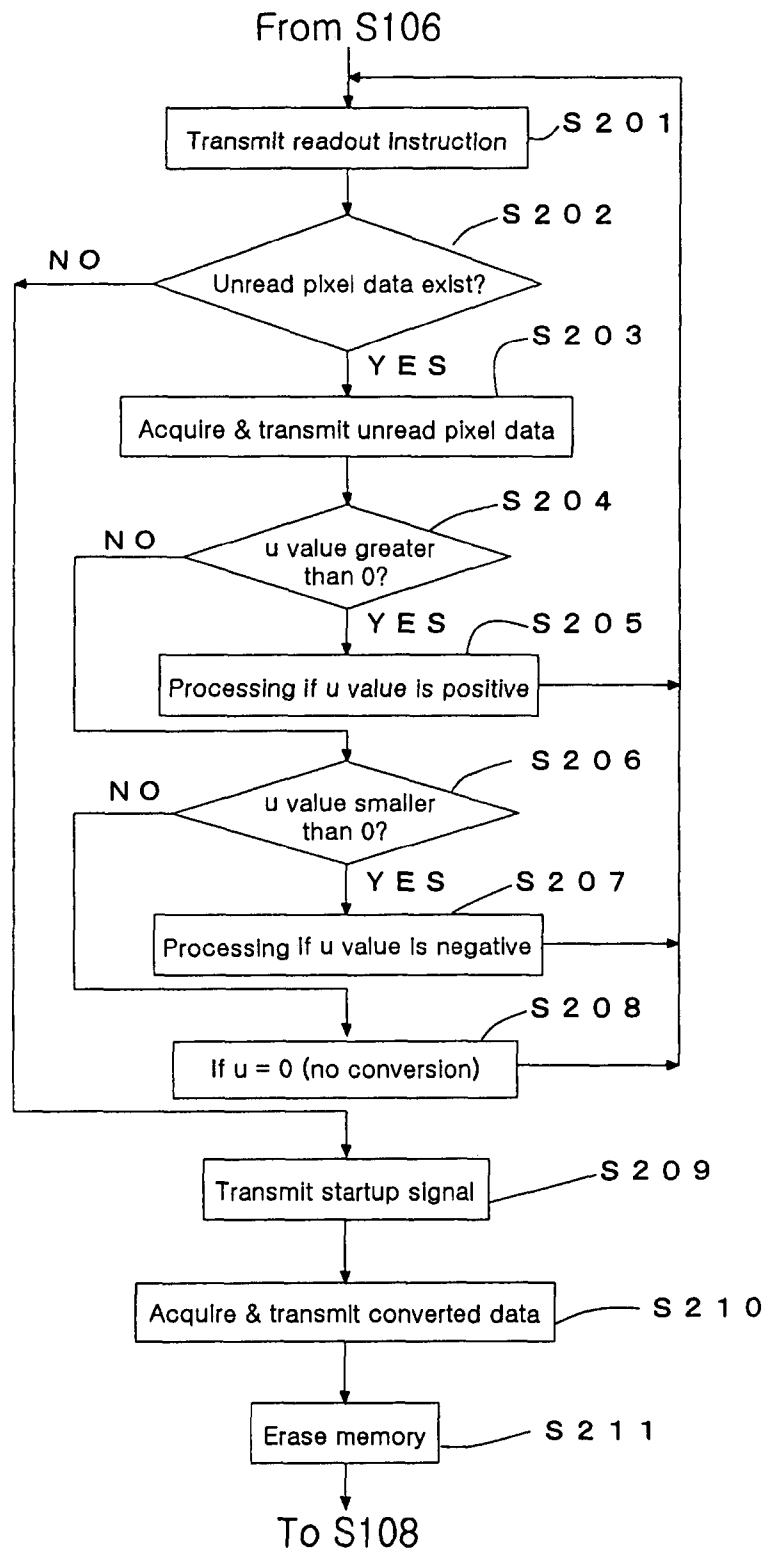 From S106
S201
Transmit readout instruction
S202
NO
Unread pixel data exist?
S203
YES
Acquire & transmit unread pixel data
S204
NO
u value greater
than 0?
YES
S205
Processing if u value is positive
S206
NO
u value smaller
than 0?
YES
S207
Processing if u value is negative
S208
If u = 0 (no conversion)
S209
Transmit startup signal
S210
Acquire & transmit converted data
S211
Erase memory
To S108